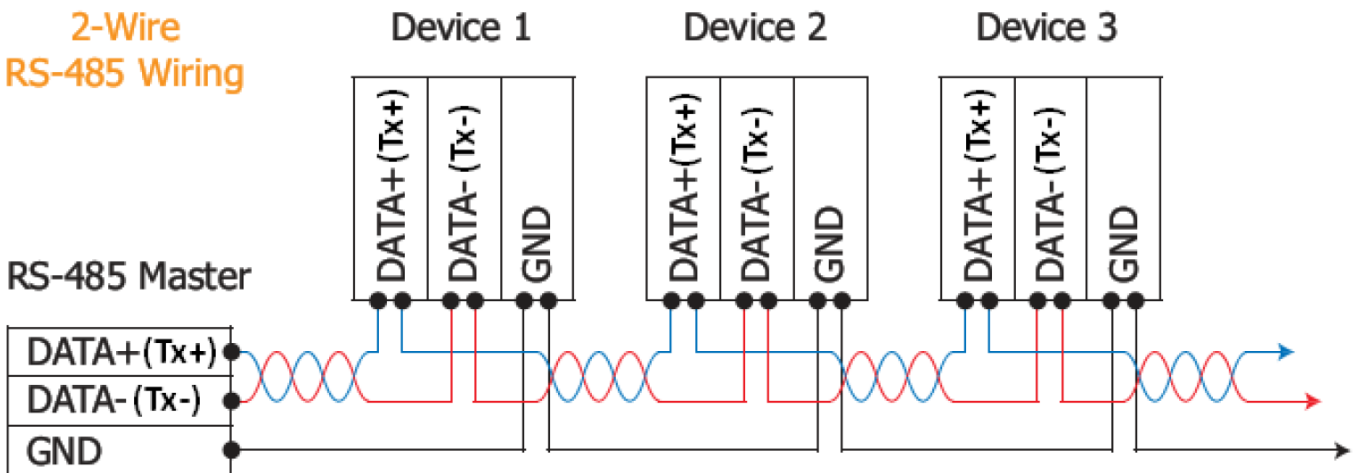 2-Wire
RS-485 Wiring
Device 1
Device 2
Device 3
DATA+(Tx+)
DATA-(Tx-)
GND
DATA+(Tx+)
DATA-(Tx-)
GND
DATA+(Tx+)
DATA-(Tx-)
GND
RS-485 Master
DATA+(Tx+)
DATA-(Tx-)
GND